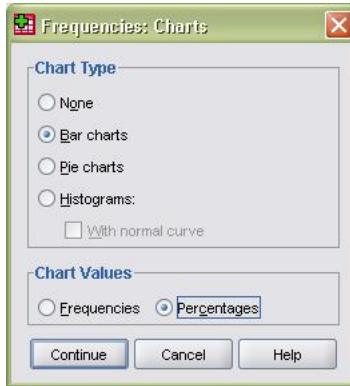 Frequencies: Charts
Chart Type
None
Bar charts
Pie charts
Histograms:
With normal curve
Chart Values
Frequencies Percentages
Continue Cancel Help